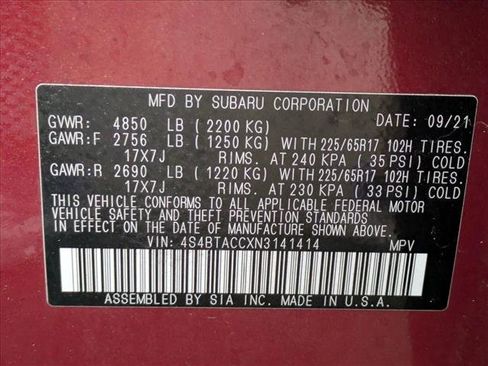 MFD BY SUBARU CORPORATION
GVWR: 4850 LB (2200 KG) DATE: 09/21
GAWR:F 2756 LB (1250 KG) WITH 225/65R17 102H TIRES.
17X7J RIMS. AT 240 KPA (35 PSI) COLD
GAWR:R 2690 LB (1220 KG) WITH 225/65R17 102H TIRES.
17X7J RIMS. AT 230 KPA (33 PSI) COLD
THIS VEHICLE CONFORMS TO ALL APPLICABLE FEDERAL MOTOR
VEHICLE SAFETY AND THEFT PREVENTION STANDARDS
IN EFFECT ON THE DATE OF MANUFACTURE SHOWN ABOVE.
VIN: 4S4BTACCXN3141414 MPV
ASSEMBLED BY SIA INC. MADE IN U.S.A.